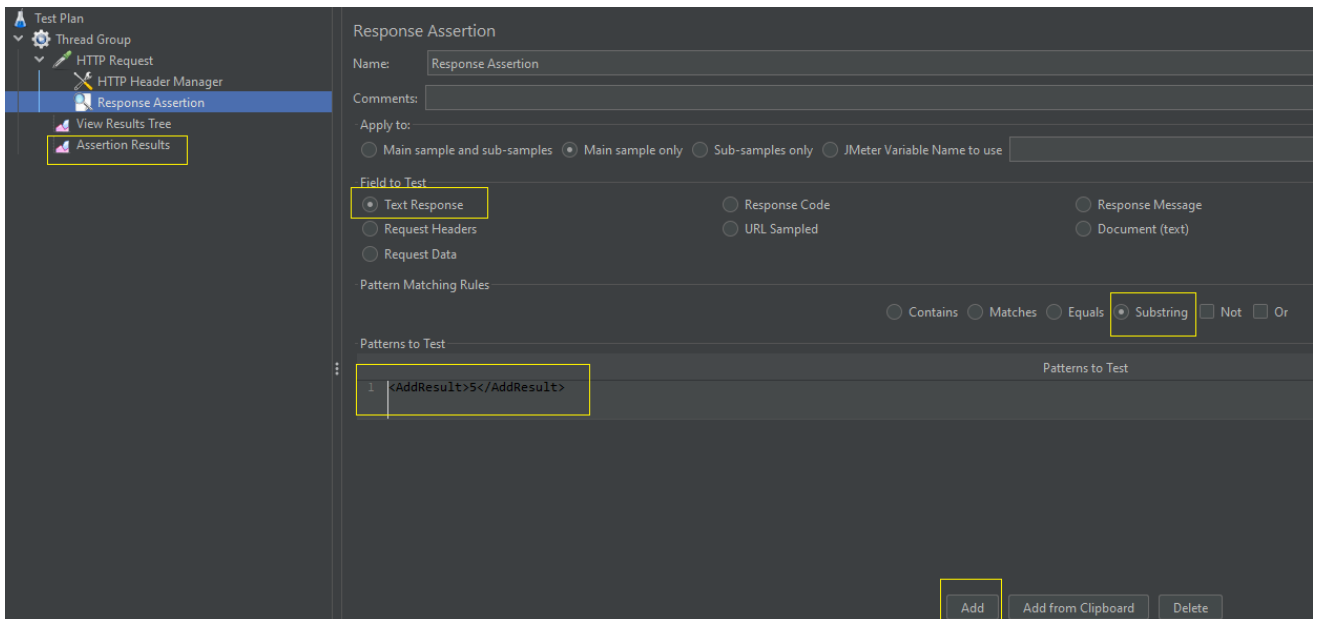 Test Plan
Thread Group
HTTP Request
HTTP Header Manager
Response Assertion
View Results Tree
Assertion Results
Response Assertion
Name: Response Assertion
Comments:
Apply to:
Main sample and sub-samples Main sample only Sub-samples only JMeter Variable Name to use
Field to Test
Text Response Response Code Response Message
Request Headers URL Sampled Document (text)
Request Data
Pattern Matching Rules
Contains Matches Equals Substring Not Or
Patterns to Test
Patterns to Test
1 <AddResult>5</AddResult>
Add Add from Clipboard Delete